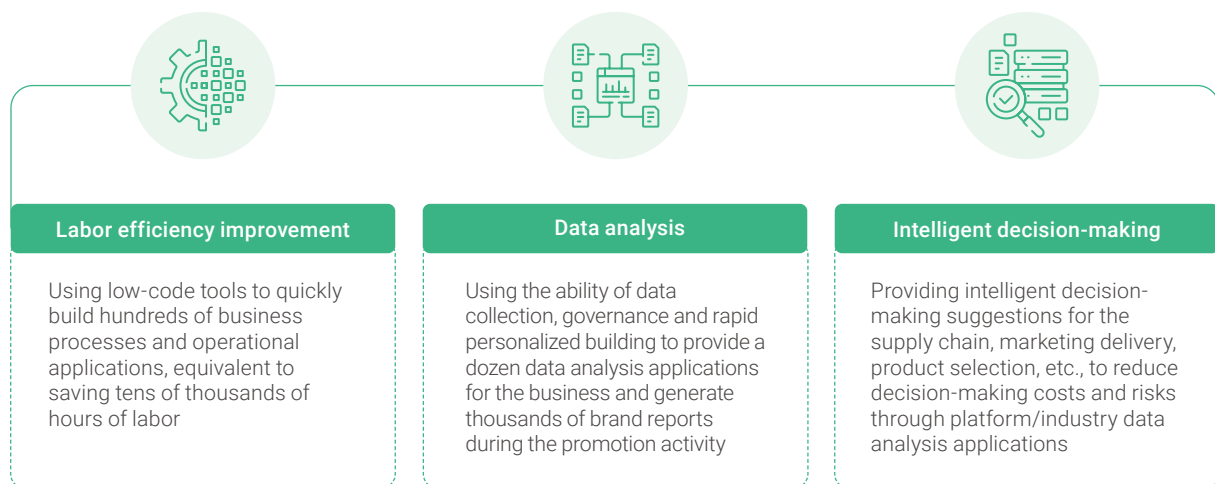 Labor efficiency improvement
Using low-code tools to quickly
build hundreds of business
processes and operational
applications, equivalent to
saving tens of thousands of
hours of labor
Data analysis
Using the ability of data
collection, governance and rapid
personalized building to provide a
dozen data analysis applications
for the business and generate
thousands of brand reports
during the promotion activity
Intelligent decision-making
Providing intelligent decision-
making suggestions for the
supply chain, marketing delivery,
product selection, etc., to reduce
decision-making costs and risks
through platform/industry data
analysis applications